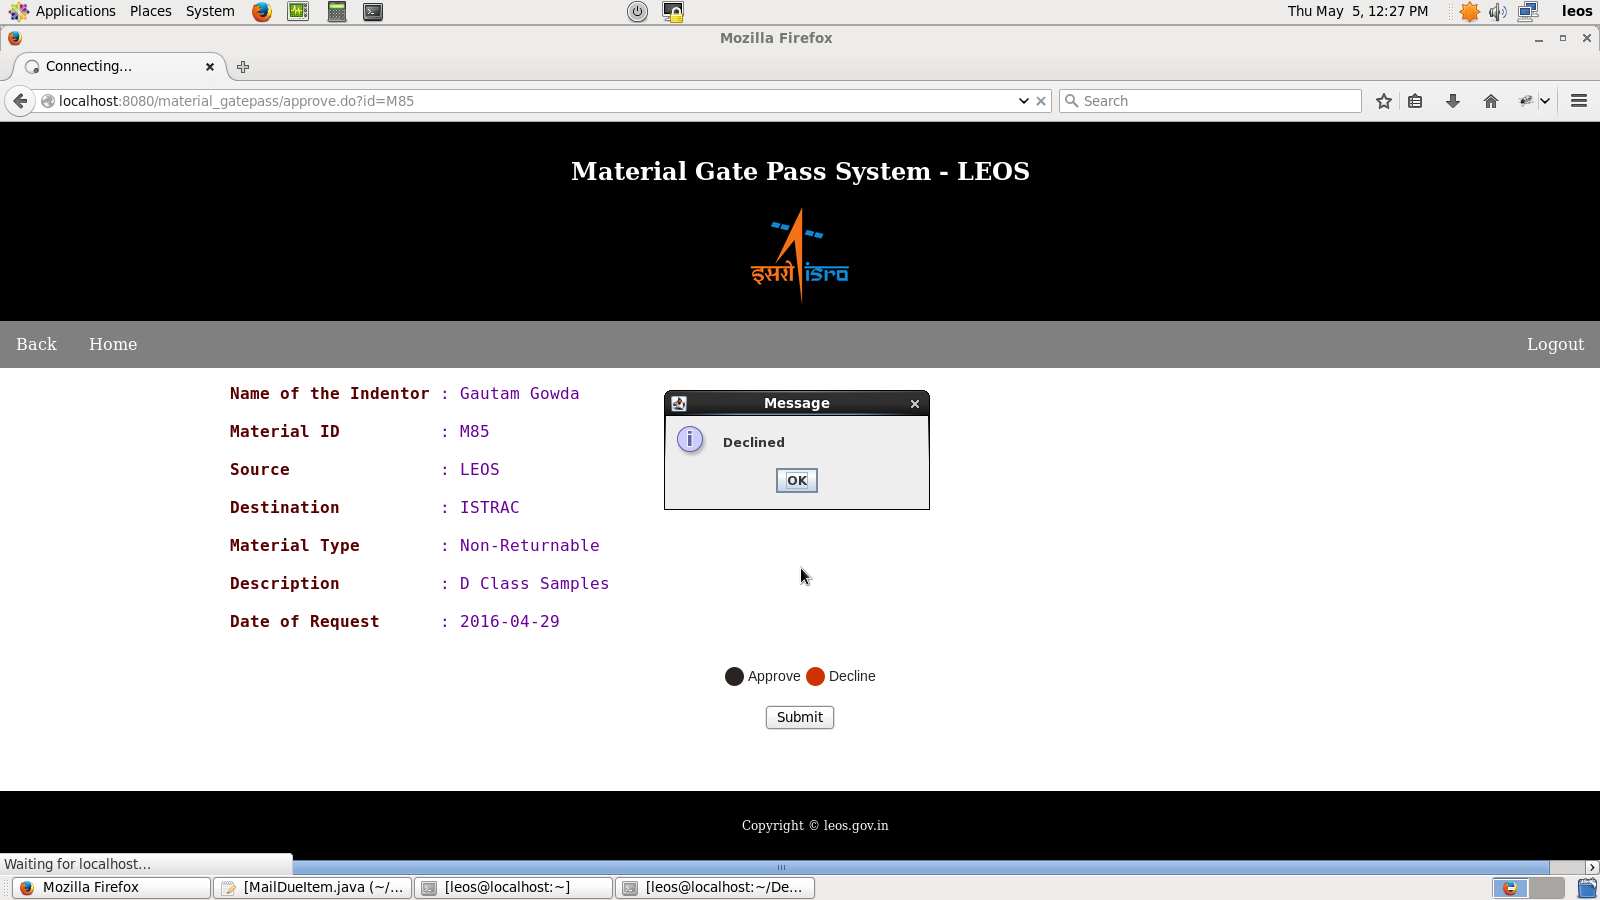 Applications Places System
Thu May 5, 12:27 PM
leos
Mozilla Firefox
Connecting...
localhost:8080/material_gatepass/approve.do?id=M85
Search
Material Gate Pass System - LEOS
इसरो isro
Back Home Logout
Name of the Indentor : Gautam Gowda
Material ID : M85
Source : LEOS
Destination : ISTRAC
Material Type : Non-Returnable
Description : D Class Samples
Date of Request : 2016-04-29
Message
Declined
OK
Approve Decline
Submit
Copyright © leos.gov.in
Waiting for localhost...
Mozilla Firefox
[MailDueItem.java (~/...
[leos@localhost:~]
[leos@localhost:~/De...